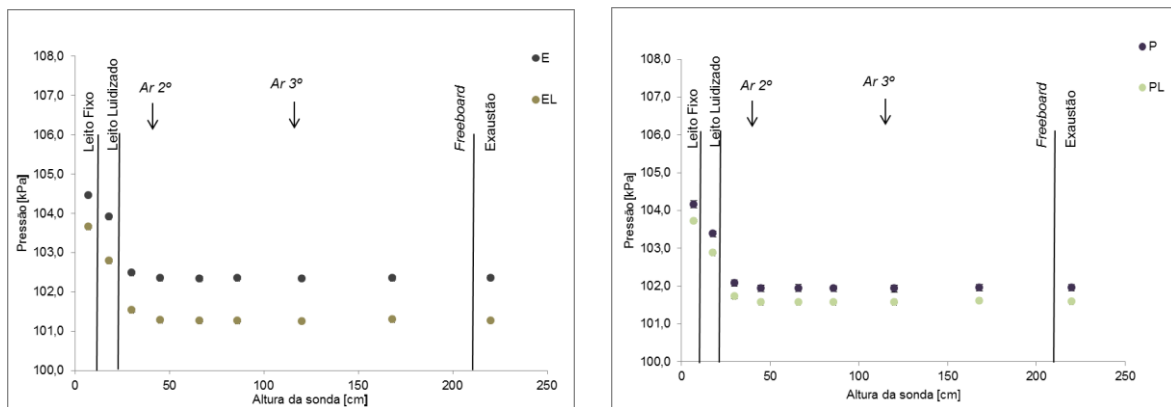 108,0
107,0
106,0
105,0
104,0
103,0
102,0
101,0
100,0
Pressão [kPa]
Leito Fixo
Leito Luidizado
Ar 2º
Ar 3º
Freeboard
Exaustão
E
EL
0 50 100 150 200 250
Altura da sonda [cm]
108,0
107,0
106,0
105,0
104,0
103,0
102,0
101,0
100,0
Pressão [kPa]
Leito Fixo
Leito Luidizado
Ar 2º
Ar 3º
Freeboard
Exaustão
P
PL
0 50 100 150 200 250
Altura da sonda [cm]